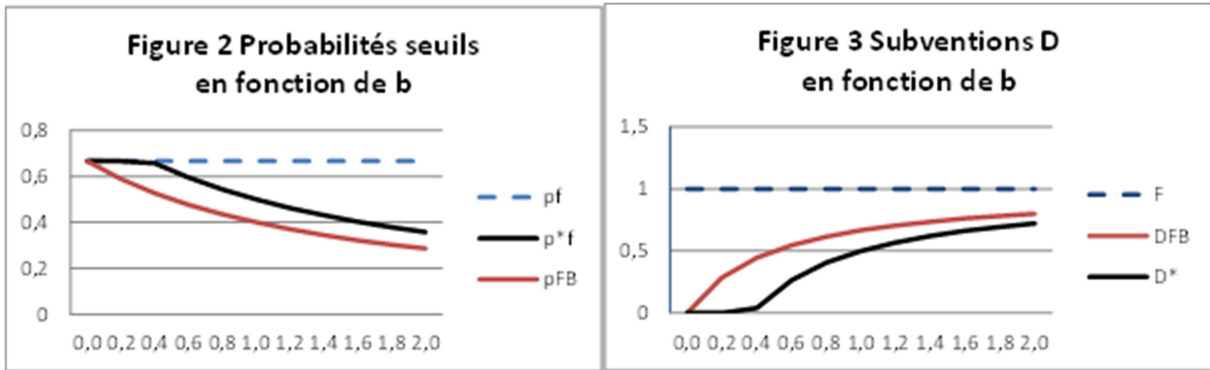 Figure 2 Probabilités seuils
en fonction de b
0,8
0,6
0,4
0,2
0
0,0 0,2 0,4 0,6 0,8 1,0 1,2 1,4 1,6 1,8 2,0
pf
p*f
pFB
Figure 3 Subventions D
en fonction de b
1,5
1
0,5
0
0,0 0,2 0,4 0,6 0,8 1,0 1,2 1,4 1,6 1,8 2,0
F
DFB
D*